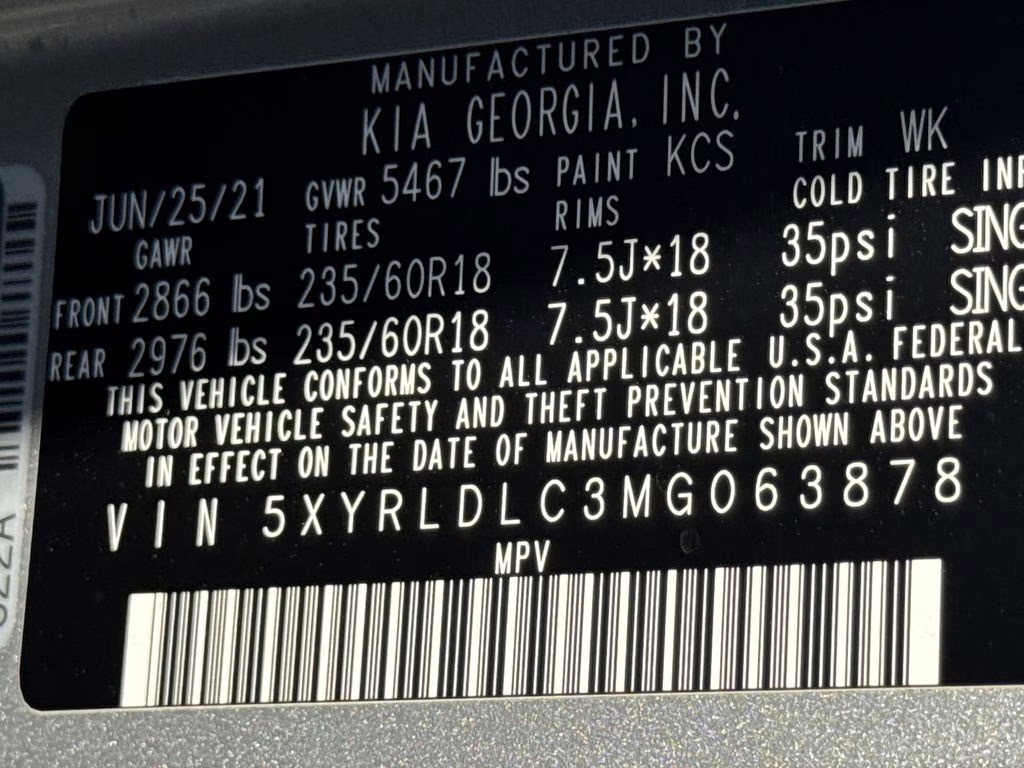 MANUFACTURED BY
KIA GEORGIA, INC.
JUN/25/21 GVWR 5467 lbs PAINT KCS TRIM WK
GAWR TIRES RIMS COLD TIRE INF
FRONT 2866 lbs 235/60R18 7.5J*18 35psi SING
REAR 2976 lbs 235/60R18 7.5J*18 35psi SING
THIS VEHICLE CONFORMS TO ALL APPLICABLE U.S.A. FEDERAL
MOTOR VEHICLE SAFETY AND THEFT PREVENTION STANDARDS
IN EFFECT ON THE DATE OF MANUFACTURE SHOWN ABOVE
VIN 5XYRLDLC3MG063878
MPV